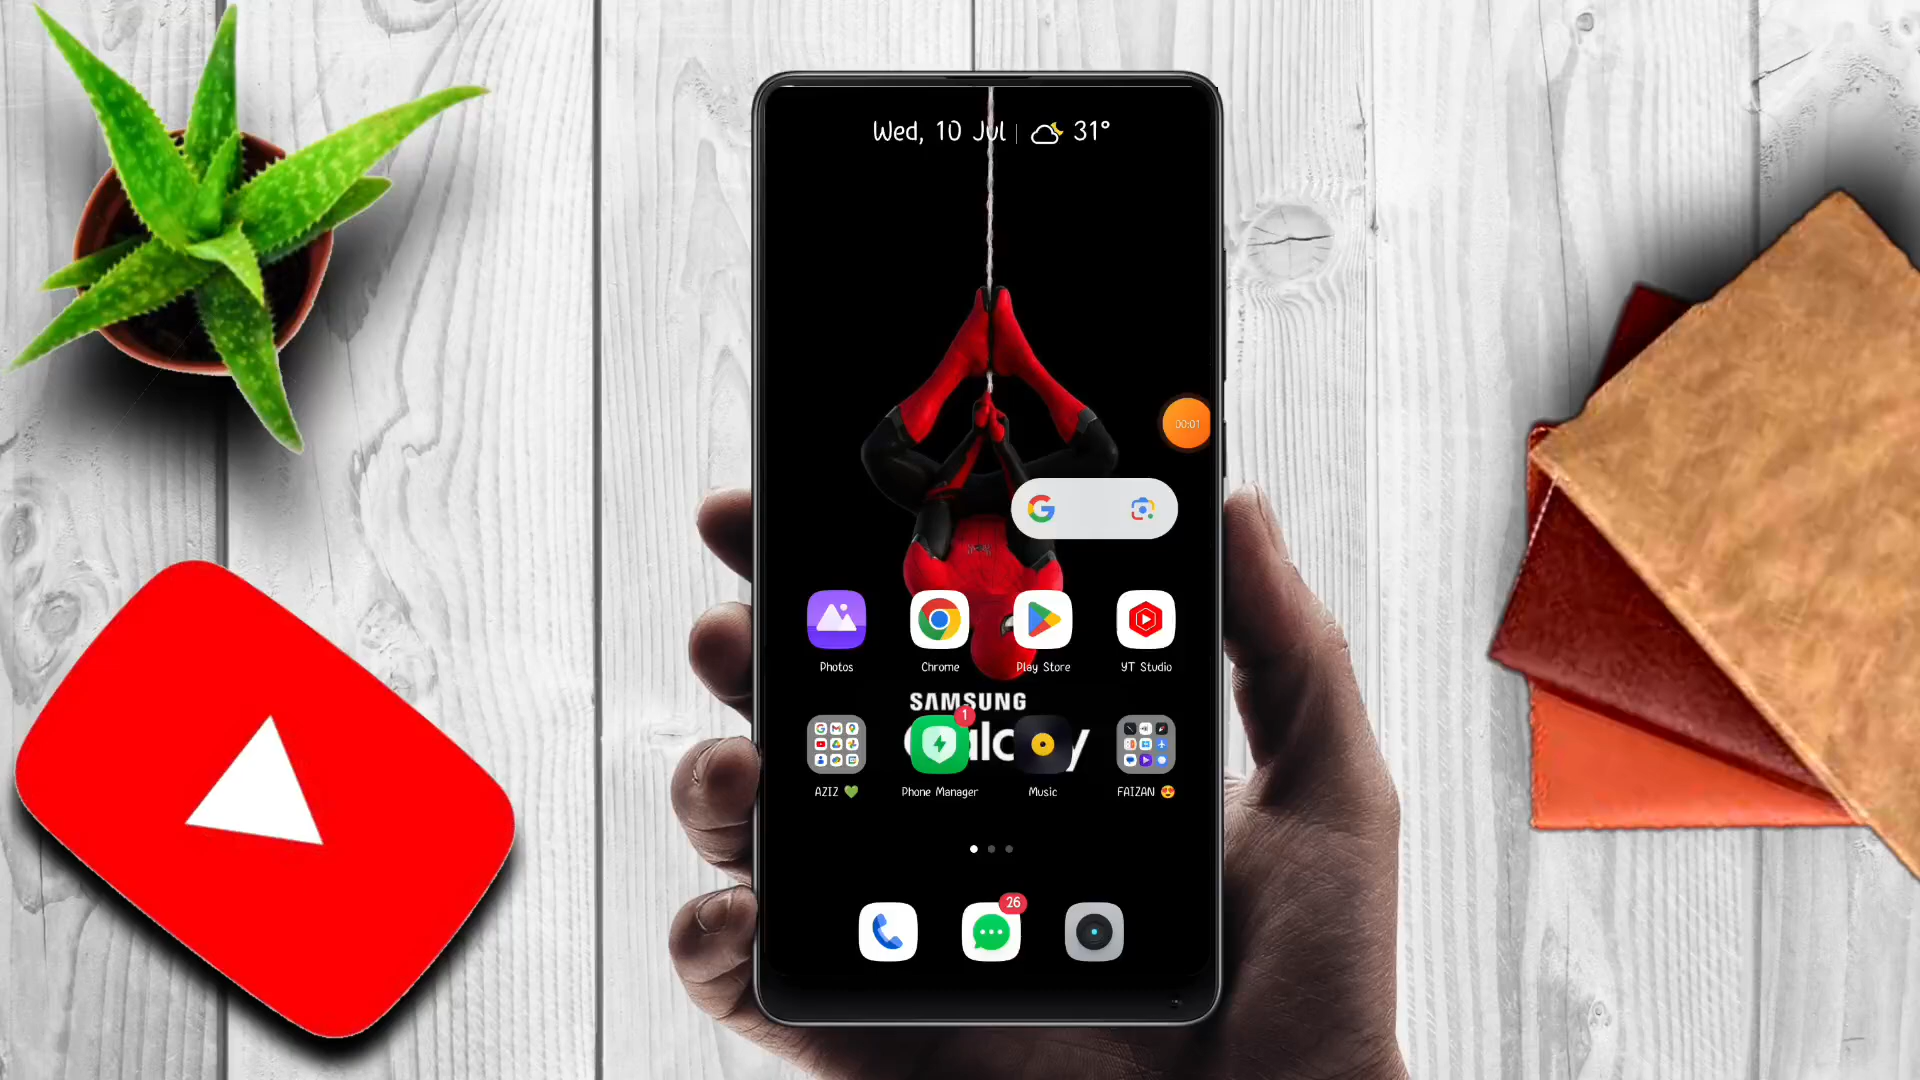 Wed, 10 Jul 31°
00:01
Photos
Chrome
Play Store
YT Studio
SAMSUNG
1
AZIZ 💚
Phone Manager
Music
FAIZAN 😍
26